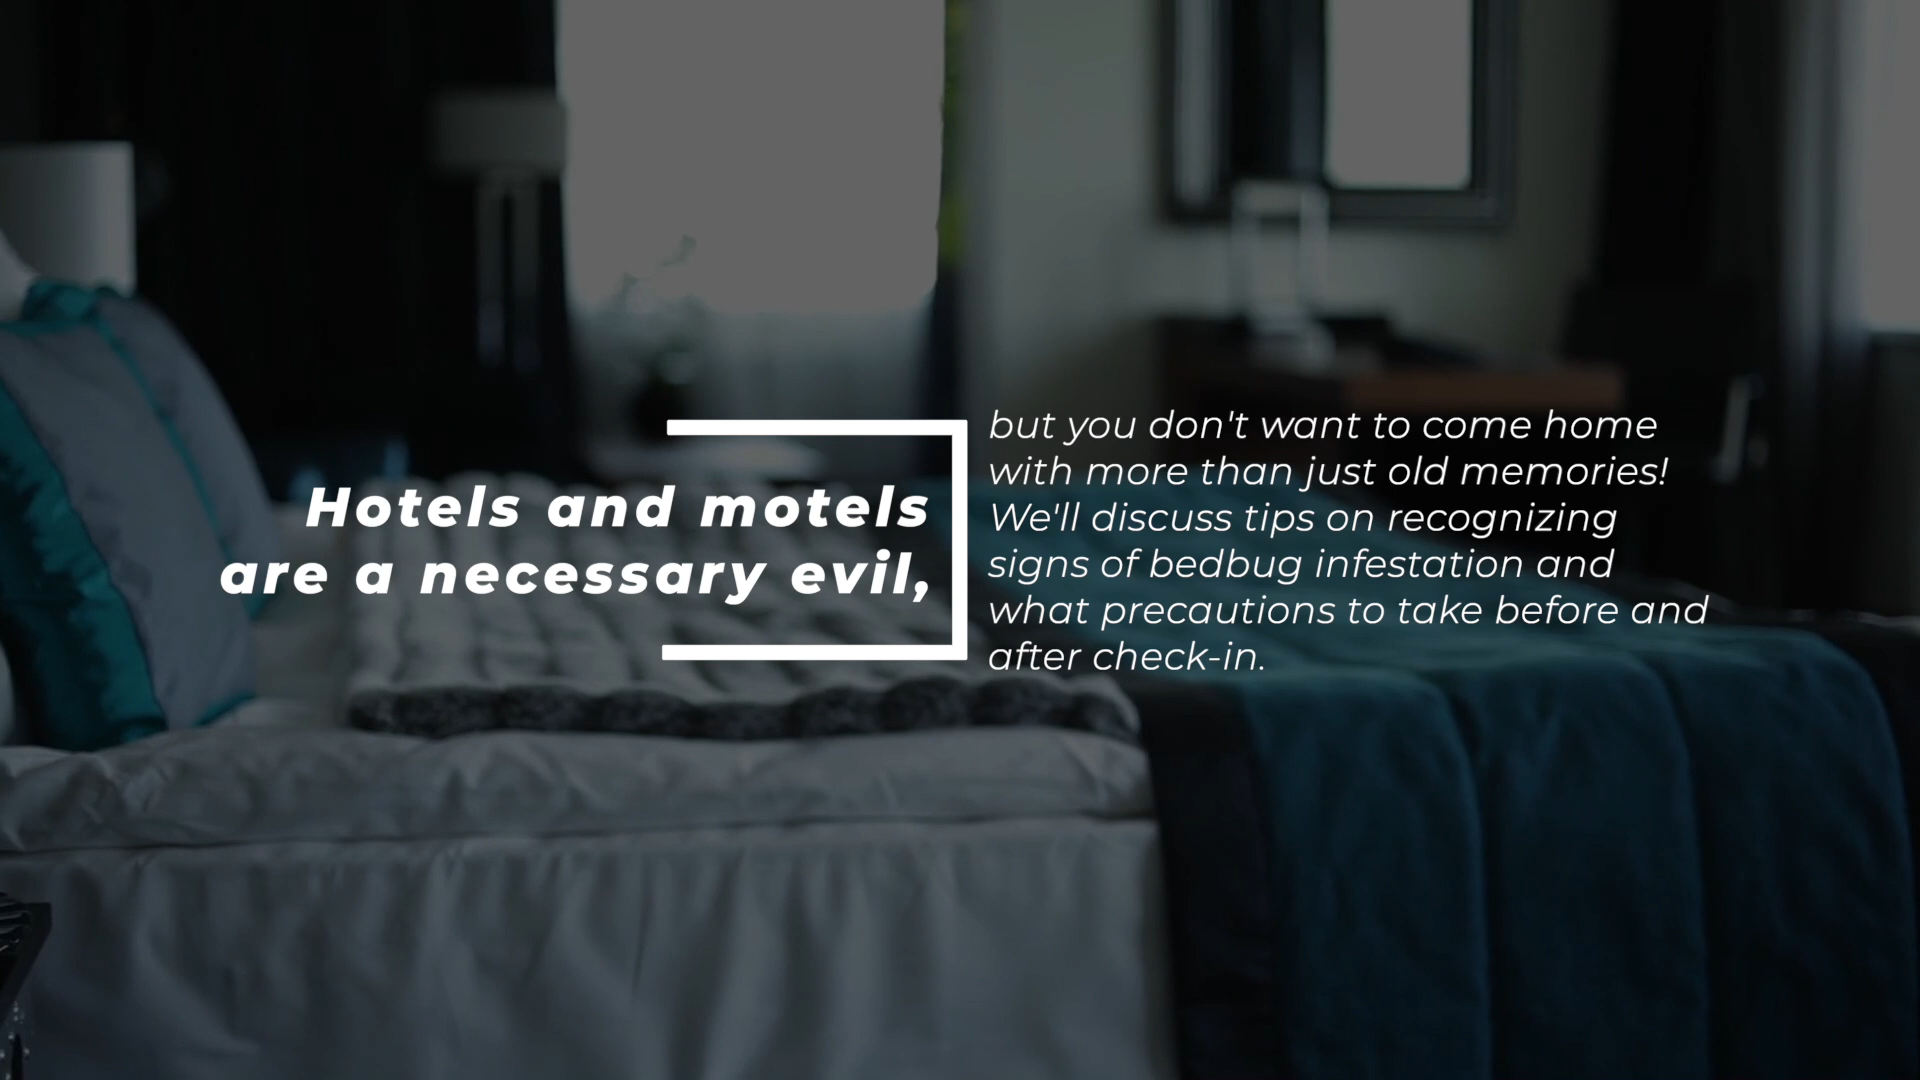 Hotels and motels
are a necessary evil,
but you don't want to come home
with more than just old memories!
We'll discuss tips on recognizing
signs of bedbug infestation and
what precautions to take before and
after check-in.